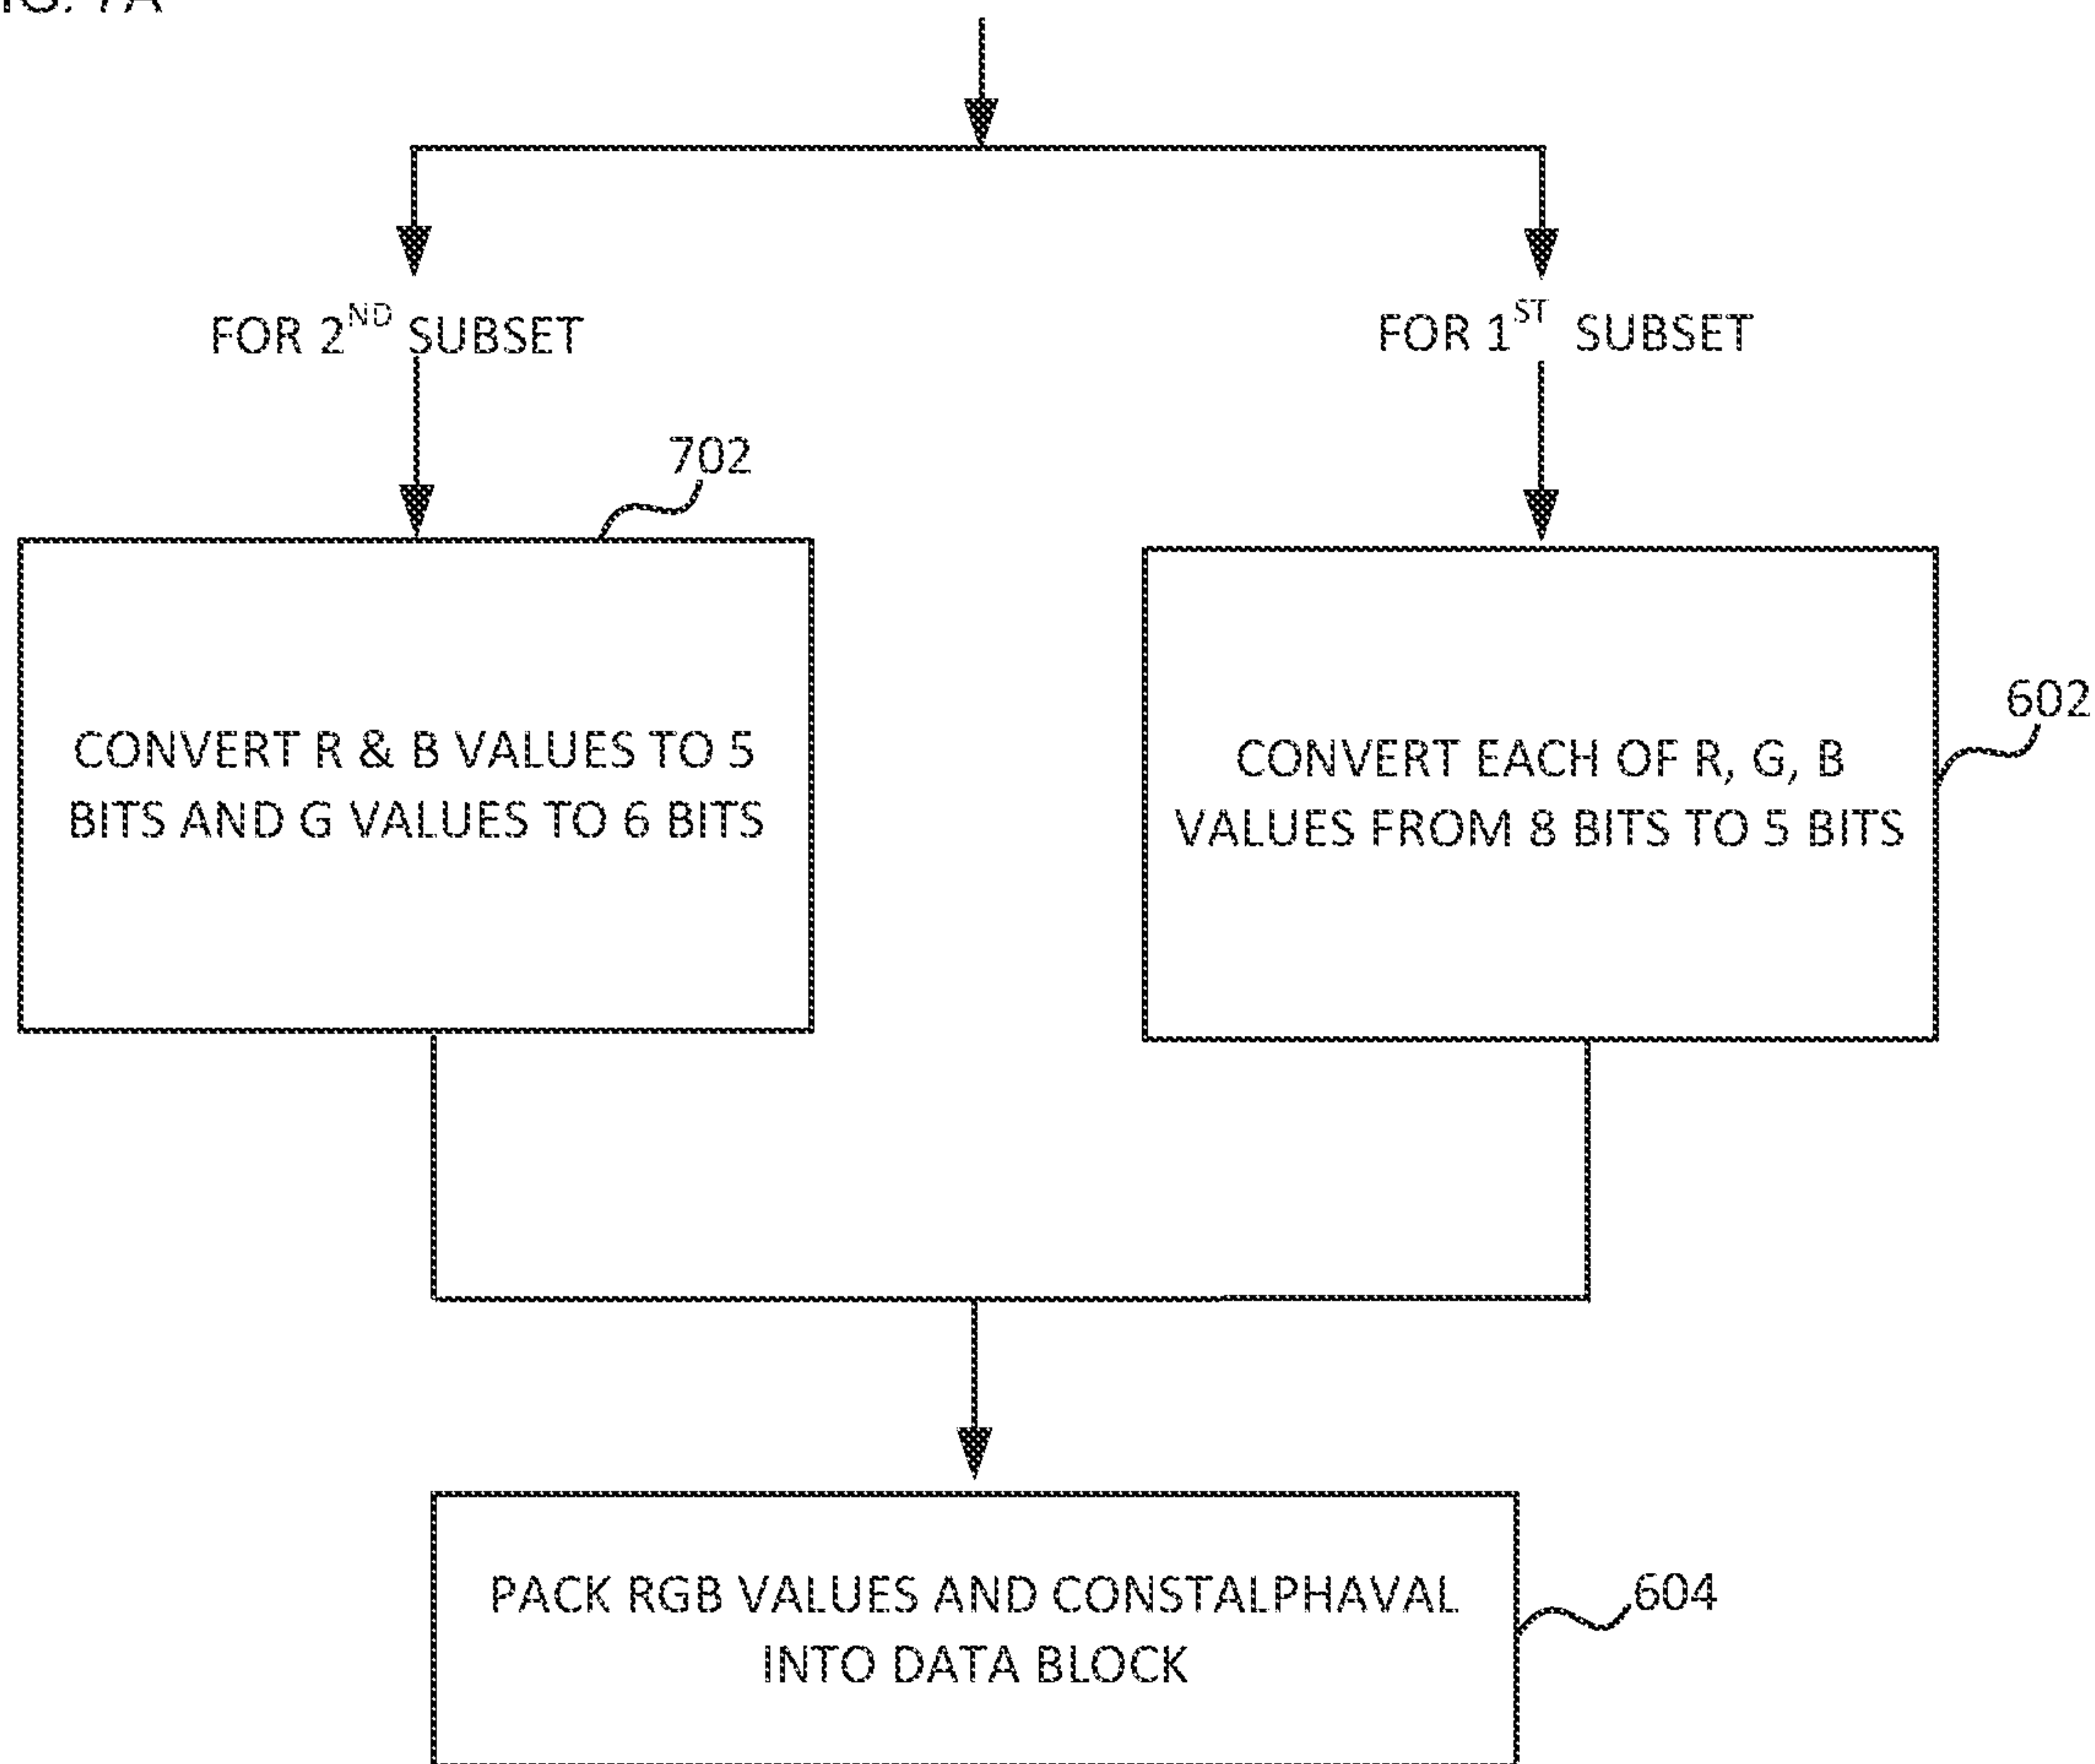 FOR 2ND SUBSET
FOR 1ST SUBSET
702
CONVERT R & B VALUES TO 5
BITS AND G VALUES TO 6 BITS
602
CONVERT EACH OF R, G, B
VALUES FROM 8 BITS TO 5 BITS
PACK RGB VALUES AND CONSTALPHAVAL
INTO DATA BLOCK
604